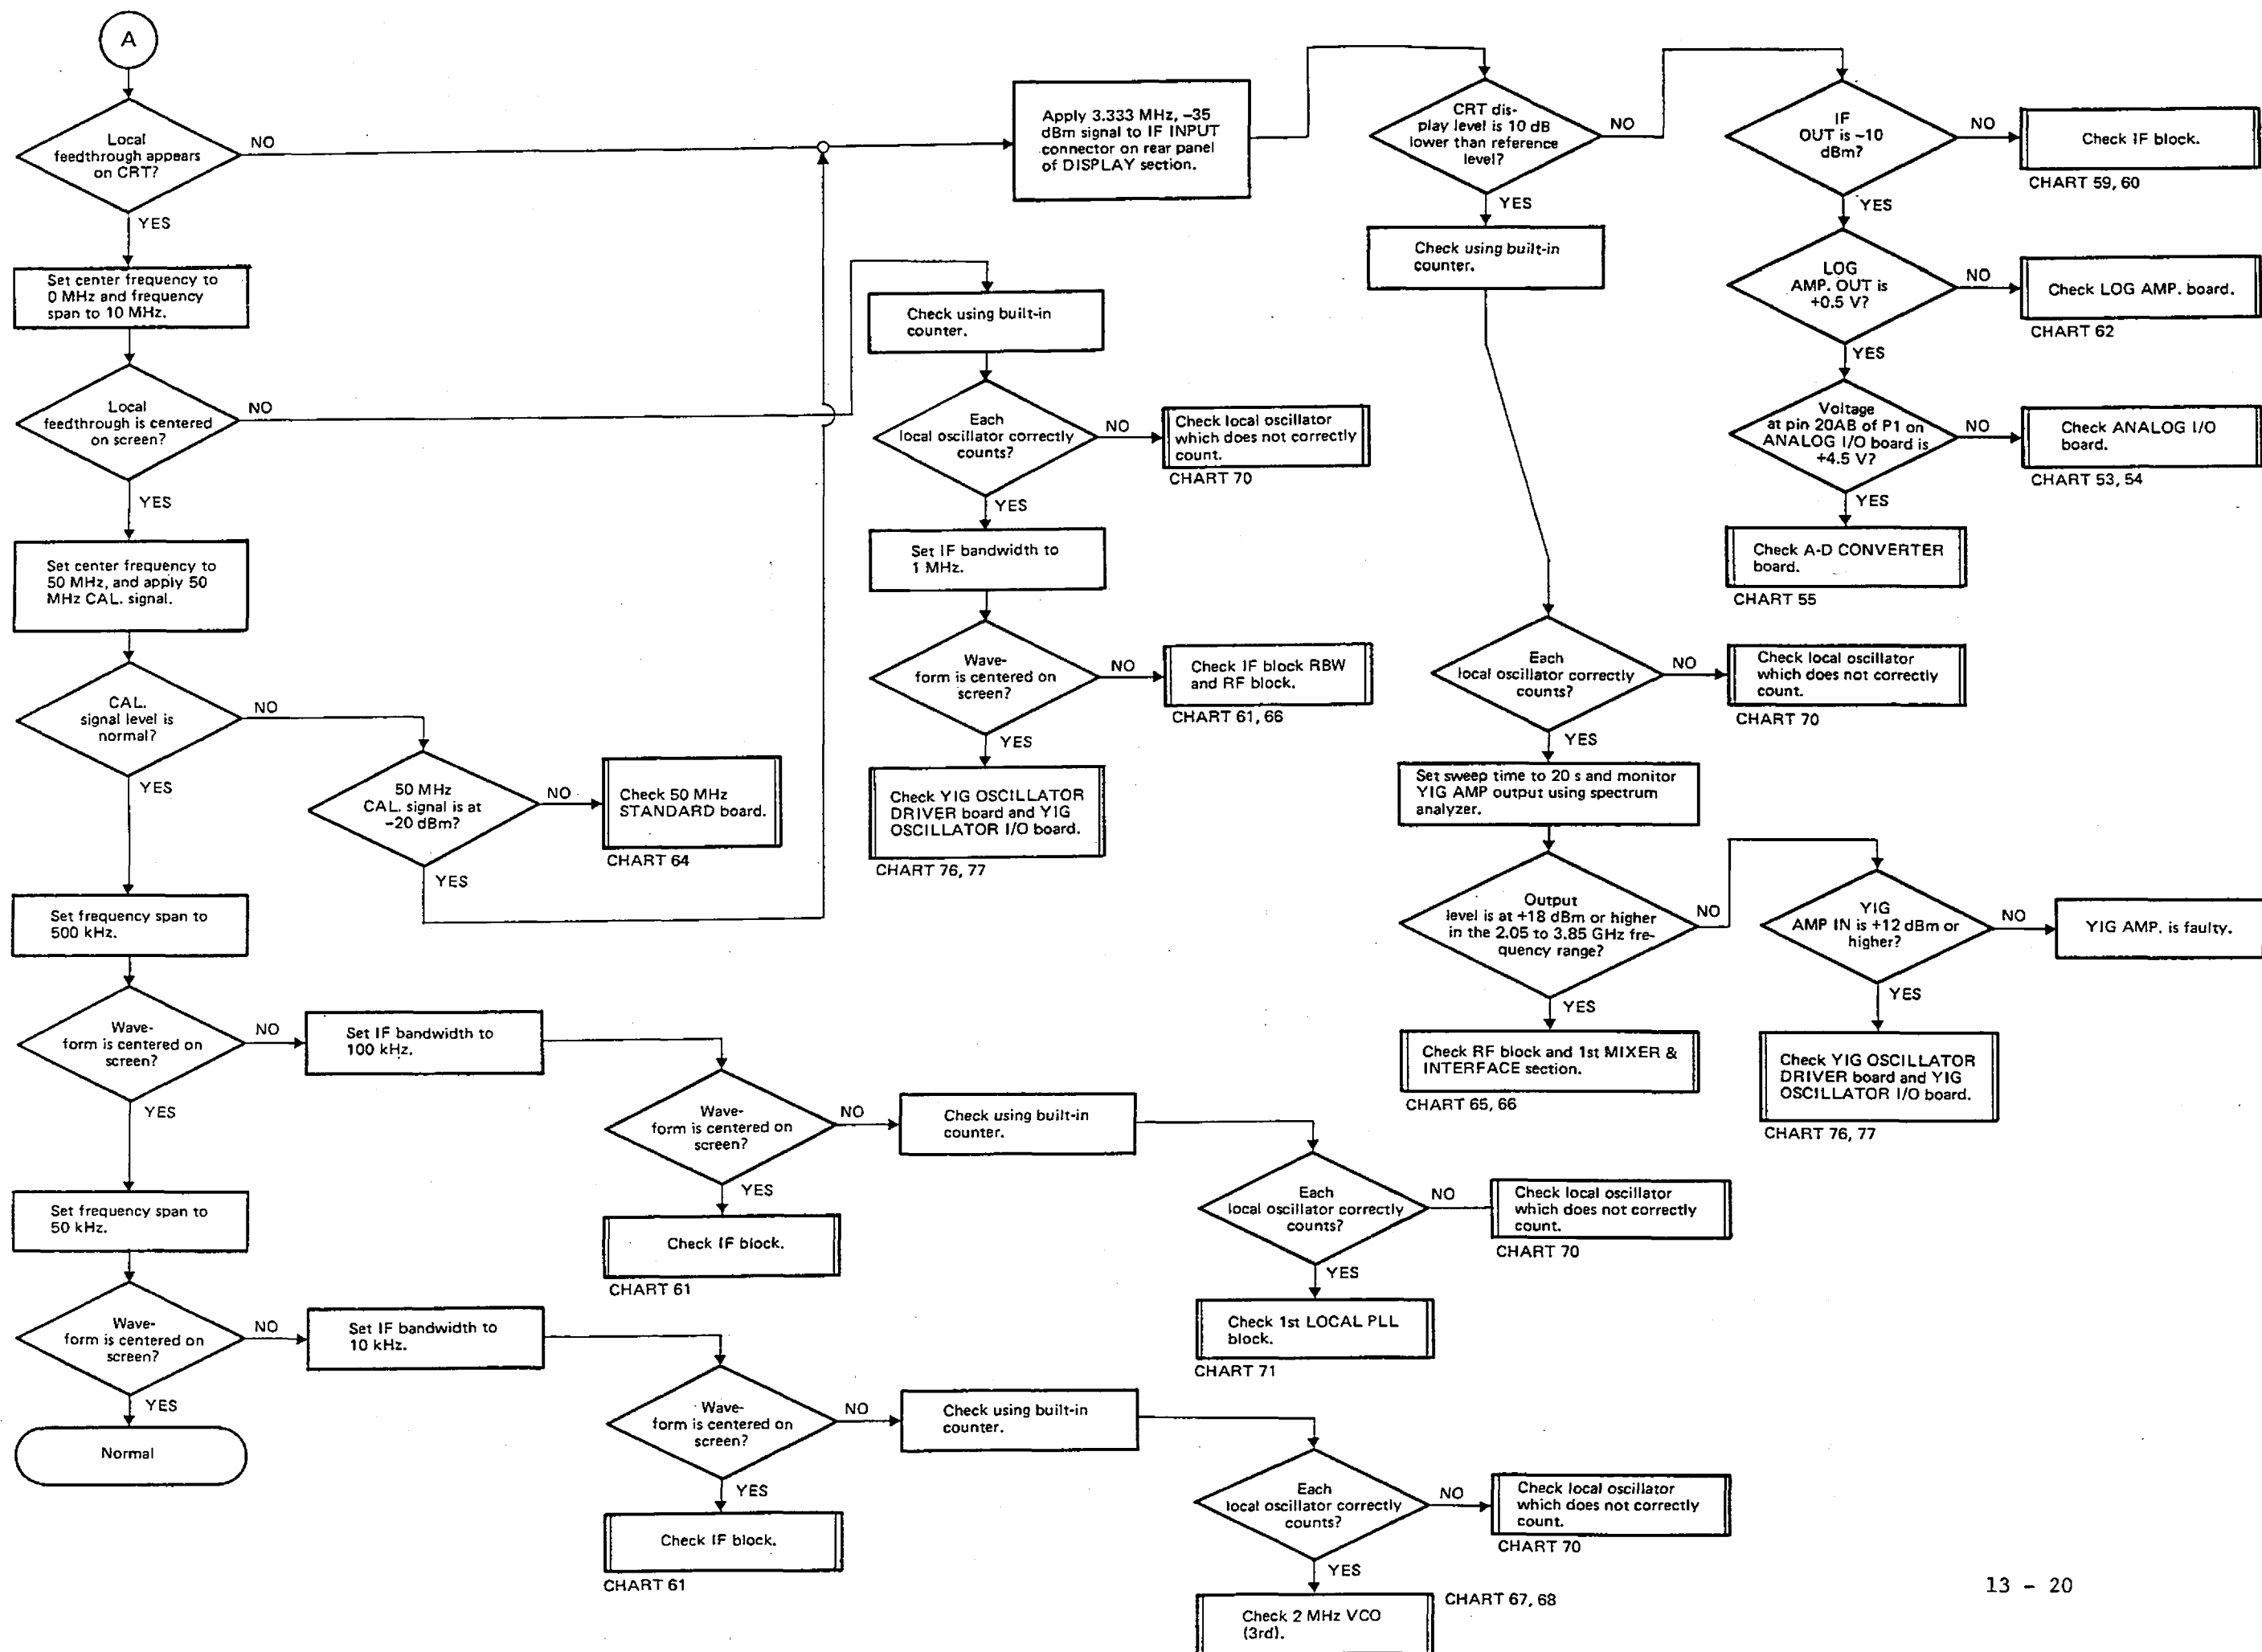 A
Local
feedthrough appears
on CRT?
NO
YES
Set center frequency to
0 MHz and frequency
span to 10 MHz.
Local
feedthrough is centered
on screen?
NO
YES
Set center frequency to
50 MHz, and apply 50
MHz CAL. signal.
CAL.
signal level is
normal?
NO
YES
50 MHz
CAL. signal is at
-20 dBm?
NO
YES
Check 50 MHz
STANDARD board.
CHART 64
Set frequency span to
500 kHz.
Wave-
form is centered on
screen?
NO
YES
Set IF bandwidth to
100 kHz.
Wave-
form is centered on
screen?
NO
YES
Check IF block.
CHART 61
Check using built-in
counter.
Each
local oscillator correctly
counts?
NO
YES
Check local oscillator
which does not correctly
count.
CHART 70
Check 1st LOCAL PLL
block.
CHART 71
Set frequency span to
50 kHz.
Wave-
form is centered on
screen?
NO
YES
Normal
Set IF bandwidth to
10 kHz.
Wave-
form is centered on
screen?
NO
YES
Check IF block.
CHART 61
Check using built-in
counter.
Each
local oscillator correctly
counts?
NO
YES
Check local oscillator
which does not correctly
count.
CHART 70
CHART 67, 68
Check 2 MHz VCO
(3rd).
Check using built-in
counter.
Each
local oscillator correctly
counts?
NO
YES
Check local oscillator
which does not correctly
count.
CHART 70
Set IF bandwidth to
1 MHz.
Wave-
form is centered on
screen?
NO
YES
Check IF block RBW
and RF block.
CHART 61, 66
Check YIG OSCILLATOR
DRIVER board and YIG
OSCILLATOR I/O board.
CHART 76, 77
Apply 3.333 MHz, -35
dBm signal to IF INPUT
connector on rear panel
of DISPLAY section.
CRT dis-
play level is 10 dB
lower than reference
level?
NO
YES
Check using built-in
counter.
Each
local oscillator correctly
counts?
NO
YES
Check local oscillator
which does not correctly
count.
CHART 70
Set sweep time to 20 s and monitor
YIG AMP output using spectrum
analyzer.
Output
level is at +18 dBm or higher
in the 2.05 to 3.85 GHz fre-
quency range?
NO
YES
Check RF block and 1st MIXER &
INTERFACE section.
CHART 65, 66
YIG
AMP IN is +12 dBm or
higher?
NO
YES
YIG AMP. is faulty.
Check YIG OSCILLATOR
DRIVER board and YIG
OSCILLATOR I/O board.
CHART 76, 77
IF
OUT is -10
dBm?
NO
YES
Check IF block.
CHART 59, 60
LOG
AMP. OUT is
+0.5 V?
NO
YES
Check LOG AMP. board.
CHART 62
Voltage
at pin 20AB of P1 on
ANALOG I/O board is
+4.5 V?
NO
YES
Check ANALOG I/O
board.
CHART 53, 54
Check A-D CONVERTER
board.
CHART 55
13 - 20